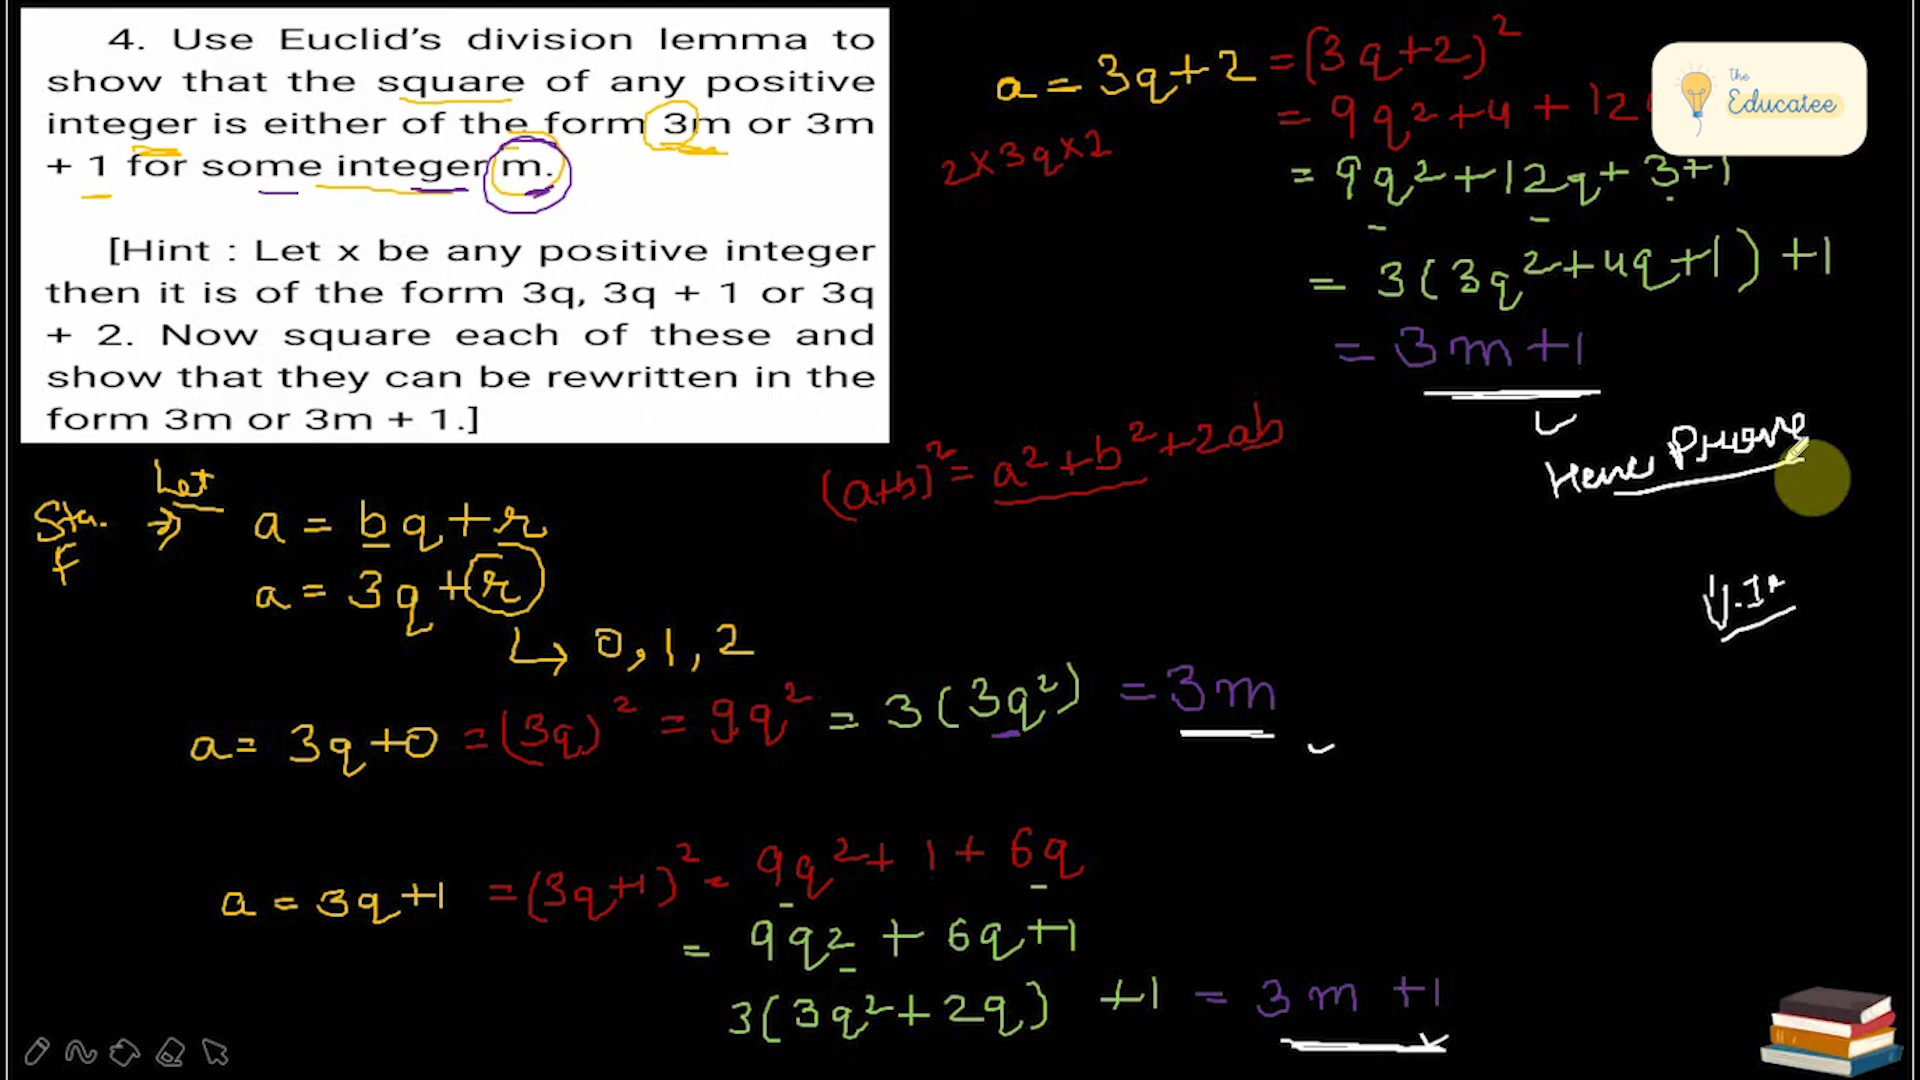 4. Use Euclid's division lemma to
show that the square of any positive
integer is either of the form 3m or 3m
+ 1 for some integer m.
[Hint : Let x be any positive integer
then it is of the form 3q, 3q + 1 or 3q
+ 2. Now square each of these and
show that they can be rewritten in the
form 3m or 3m + 1.]
a = 3q+2 = (3q+2)²
= 9q²+4 + 12
2×3q×2
= 9q²+12q+3+1
= 3(3q²+4q+1) +1
= 3m+1
Hence Prove
The
Educatee
(a+b)² = a²+b²+2ab
Let
Sta. ⇒ a = bq+r
F
a = 3q+r
↳ 0, 1, 2
V.I
a = 3q+0 = (3q)² = 9q² = 3(3q²) = 3m
a = 3q+1 = (3q+1)² = 9q²+ 1 + 6q
= 9q² + 6q+1
3(3q²+2q) +1 = 3m +1